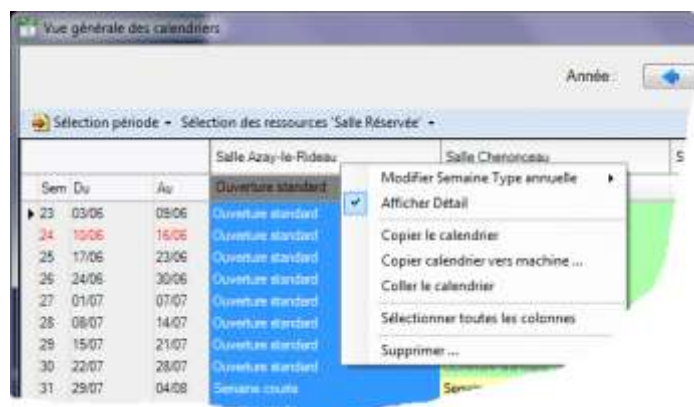 Vue générale des calendriers
Année :
Sélection période Sélection des ressources 'Salle Réservée'
Salle Azay-le-Rideau Salle Chenonceau S
Sem Du Au Ouverture standard
23 03/06 09/06 Ouverture standard
24 10/06 16/06 Ouverture standard
25 17/06 23/06 Ouverture standard
26 24/06 30/06 Ouverture standard
27 01/07 07/07 Ouverture standard
28 08/07 14/07 Ouverture standard
29 15/07 21/07 Ouverture standard
30 22/07 28/07 Ouverture standard
31 29/07 04/08 Semaine courte
Modifier Semaine Type annuelle
Afficher Détail
Copier le calendrier
Copier calendrier vers machine ...
Coller le calendrier
Sélectionner toutes les colonnes
Supprimer ...